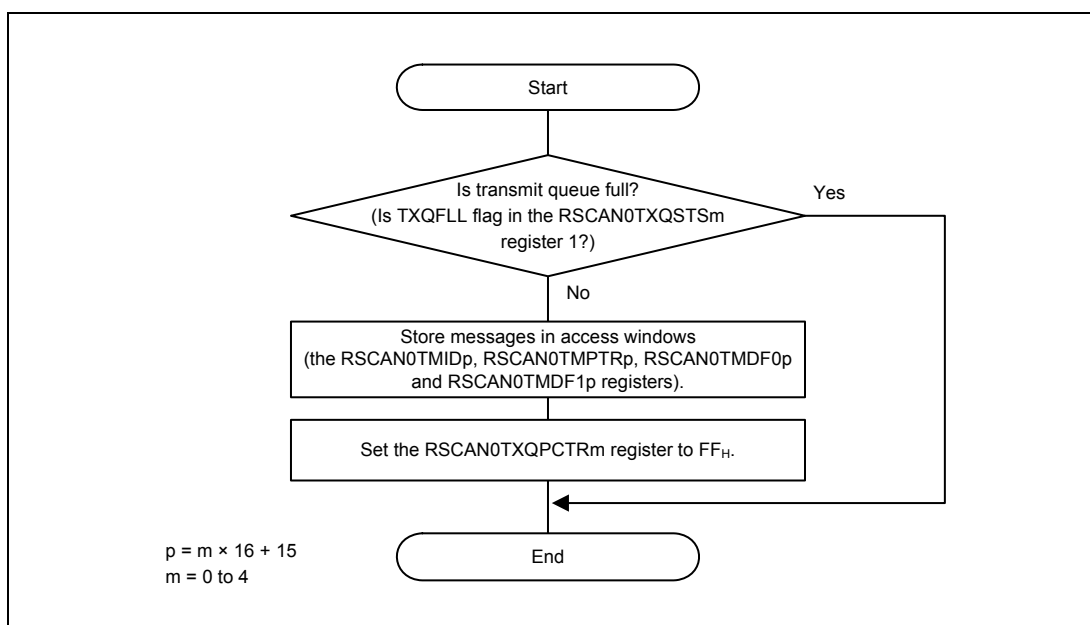 Start
Is transmit queue full?
(Is TXQFLL flag in the RSCAN0TXQSTSm
register 1?)
Yes
No
Store messages in access windows
(the RSCAN0TMIDp, RSCAN0TMPTRp, RSCAN0TMDF0p
and RSCAN0TMDF1p registers).
Set the RSCAN0TXQPCTRm register to FFH.
End
p = m × 16 + 15
m = 0 to 4